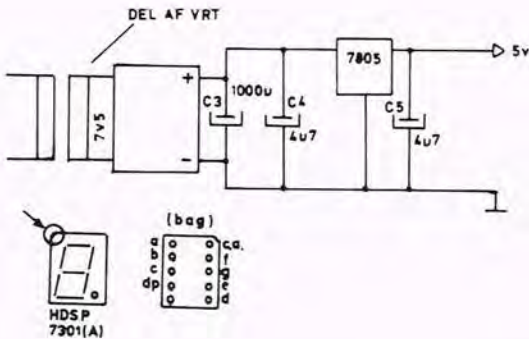 DEL AF VRT
7v5
+
-
C3
1000u
C4
4u7
7805
C5
4u7
5v
(bag)
a
b
c
dp
c.a.
f
g
e
d
HDSP
7301(A)